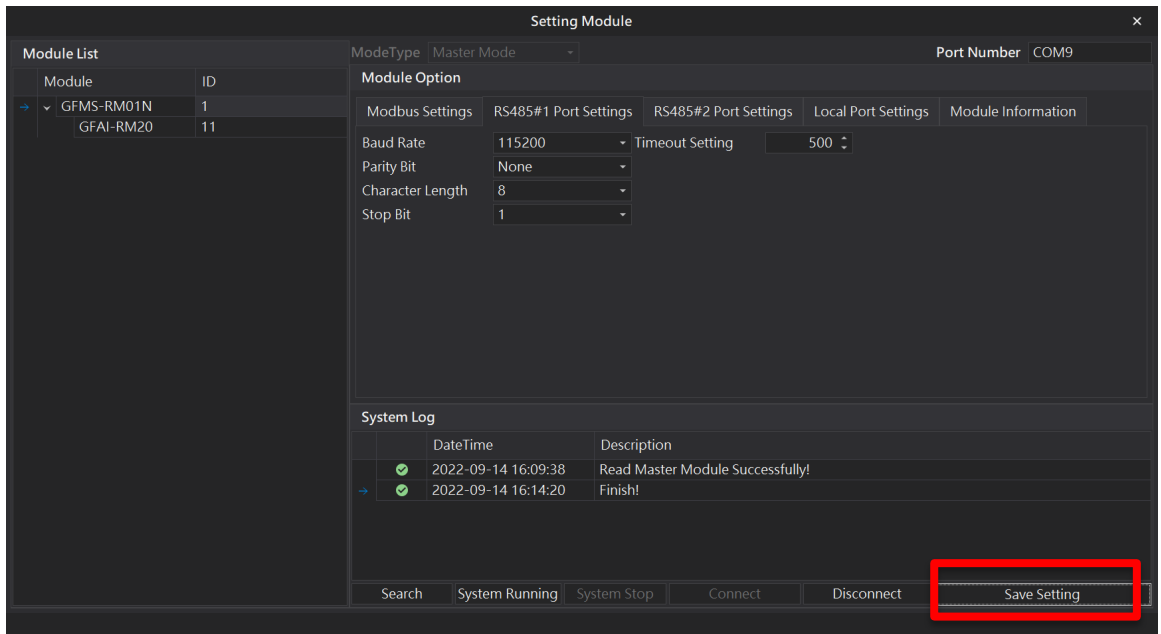 Setting Module
Module List
ModeType Master Mode
Port Number COM9
Module ID
GFMS-RM01N 1
GFAI-RM20 11
Module Option
Modbus Settings RS485#1 Port Settings RS485#2 Port Settings Local Port Settings Module Information
Baud Rate 115200 Timeout Setting 500
Parity Bit None
Character Length 8
Stop Bit 1
System Log
DateTime Description
2022-09-14 16:09:38 Read Master Module Successfully!
2022-09-14 16:14:20 Finish!
Search System Running System Stop Connect Disconnect Save Setting